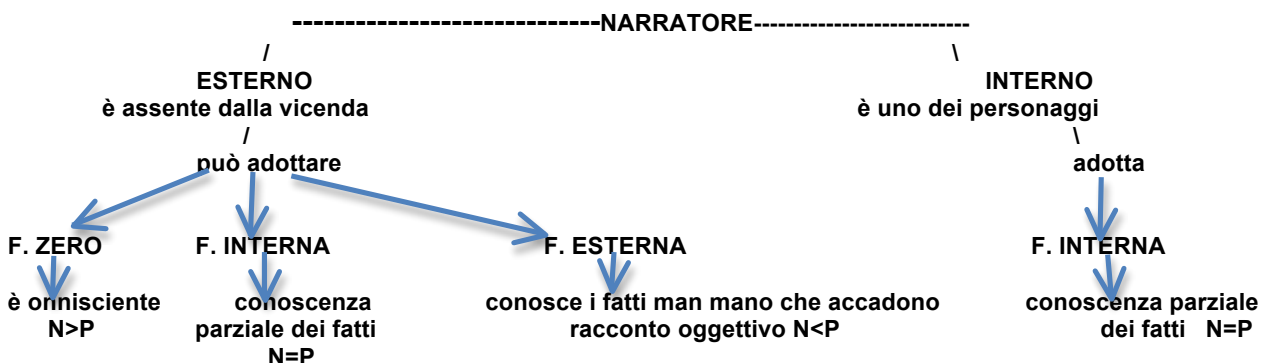 ----------------------------NARRATORE---------------------------
/ \
ESTERNO INTERNO
è assente dalla vicenda è uno dei personaggi
/ \
può adottare adotta
F. ZERO F. INTERNA F. ESTERNA F. INTERNA
è onnisciente conoscenza conosce i fatti man mano che accadono conoscenza parziale
N>P parziale dei fatti racconto oggettivo N<P dei fatti N=P
N=P